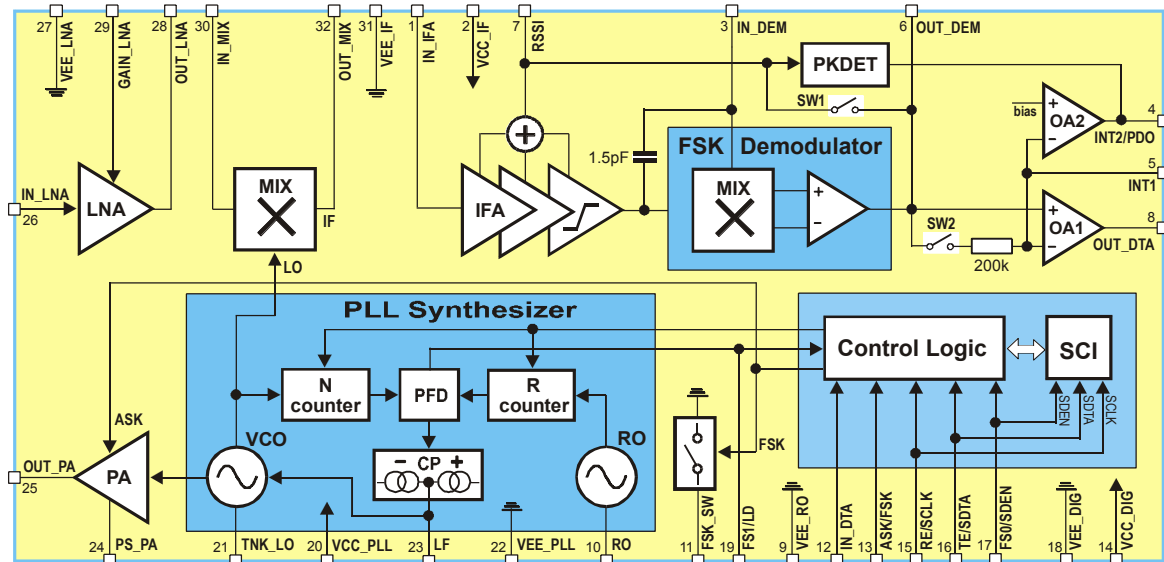 27 29 28 30 32 31 1 2 7 3 6
VEE_LNA
GAIN_LNA
OUT_LNA
IN_MIX
OUT_MIX
VEE_IF
IN_IFA
VCC_IF
RSSI
IN_DEM
OUT_DEM
PKDET
SW1
bias
+
−
OA2
4
INT2/PDO
1.5pF
FSK Demodulator
5
INT1
IN_LNA
26
LNA
MIX
IF
+
IFA
MIX
+
−
+
−
OA1
8
OUT_DTA
SW2
200k
LO
PLL Synthesizer
Control Logic
SCI
N
counter
PFD
R
counter
SDEN
SDTA
SCLK
ASK
VCO
RO
FSK
− CP +
OUT_PA
25
PA
24
PS_PA
21
TNK_LO
20
VCC_PLL
23
LF
22
VEE_PLL
10
RO
11
FSK_SW
19
FS1/LD
9
VEE_RO
12
IN_DTA
13
ASK/FSK
15
RE/SCLK
16
TE/SDTA
17
FS0/SDEN
18
VEE_DIG
14
VCC_DIG